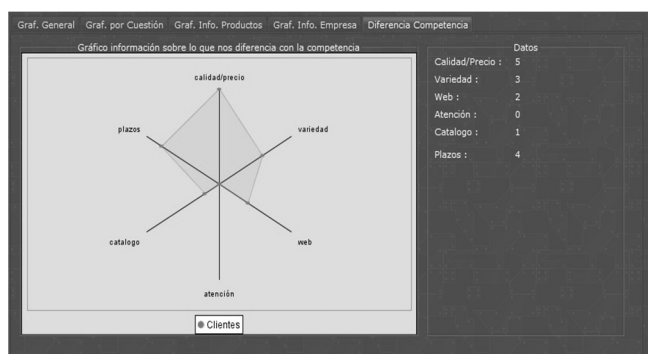 Graf. General Graf. por Cuestión Graf. Info. Productos Graf. Info. Empresa Diferencia Competencia
Gráfico información sobre lo que nos diferencia con la competencia
calidad/precio
variedad
web
atención
catalogo
plazos
Clientes
Datos
Calidad/Precio : 5
Variedad : 3
Web : 2
Atención : 0
Catalogo : 1
Plazos : 4